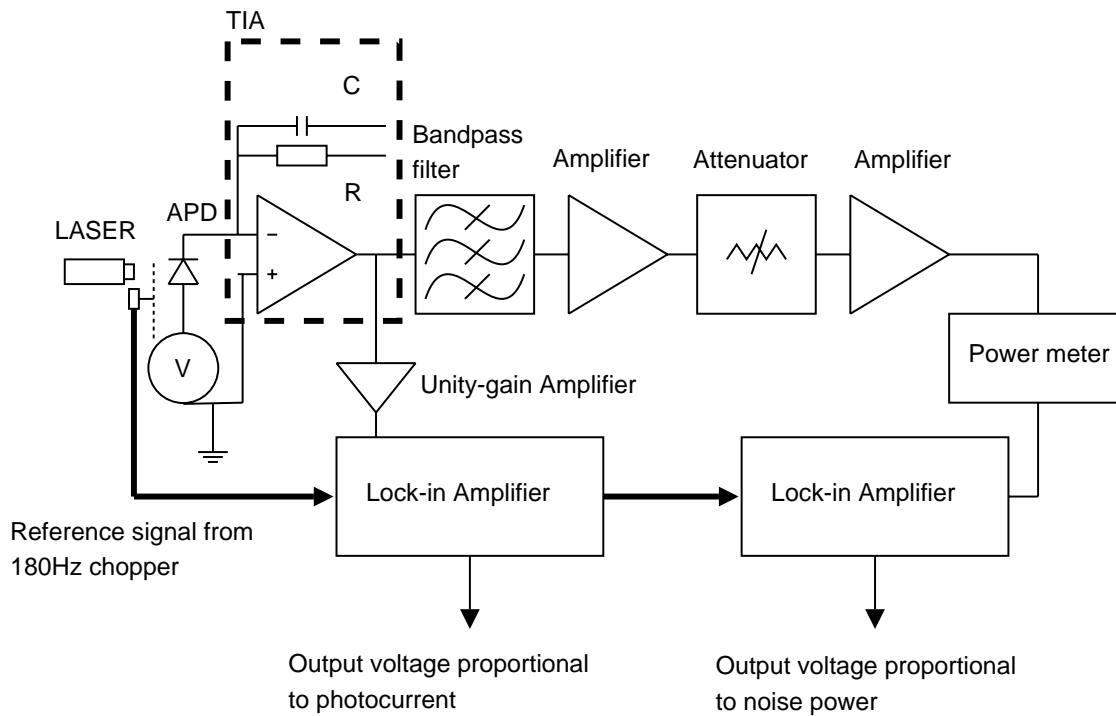 TIA
C
Bandpass
filter
R
Amplifier
Attenuator
Amplifier
APD
LASER
−
+
V
Power meter
Unity-gain Amplifier
Lock-in Amplifier
Lock-in Amplifier
Reference signal from
180Hz chopper
Output voltage proportional
to photocurrent
Output voltage proportional
to noise power